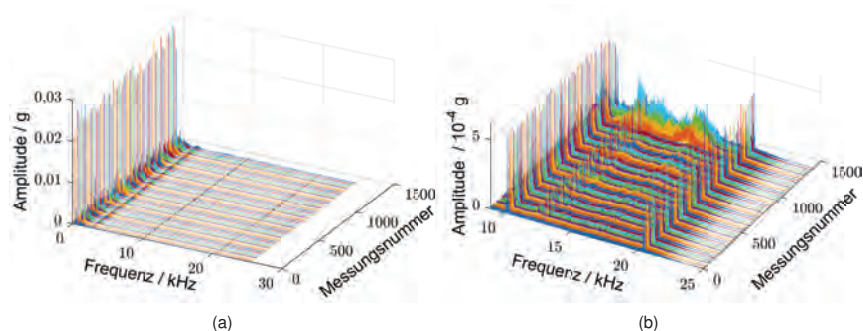 Amplitude / g
0.03
0.02
0.01
0
0
10
20
30
Frequenz / kHz
0
500
1000
1500
Messungsnummer
(a)
Amplitude / 10⁻⁴ g
5
0
10
15
20
25
Frequenz / kHz
0
500
1000
1500
Messungsnummer
(b)